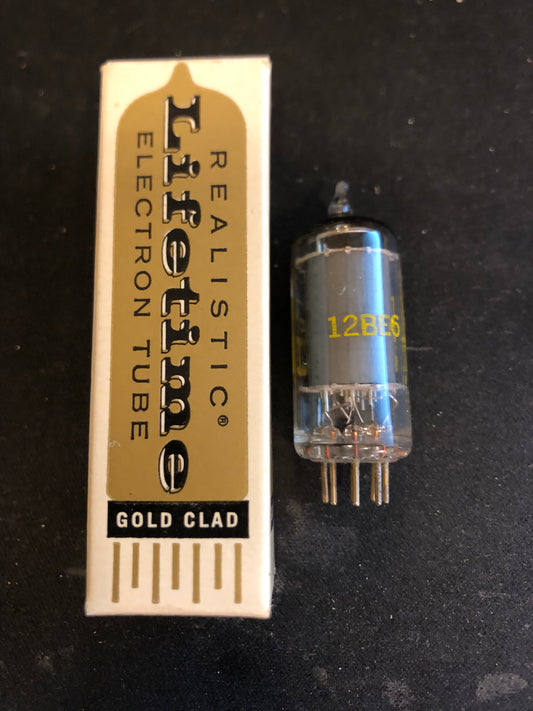 REALISTIC®
Lifetime
ELECTRON TUBE
GOLD CLAD
12BE6